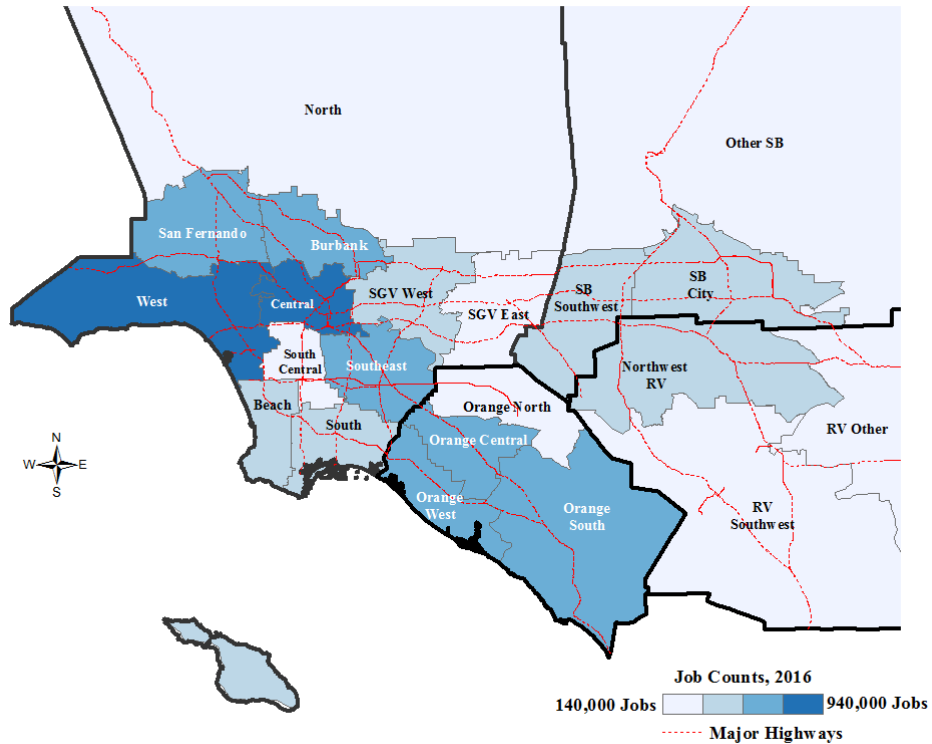 North
Other SB
San Fernando
Burbank
West
Central
SGV West
SGV East
SB
Southwest
SB
City
South
Central
Southeast
Northwest
RV
Beach
South
Orange North
Orange Central
RV Other
Orange
West
Orange
South
RV
Southwest
N
W E
S
Job Counts, 2016
140,000 Jobs 940,000 Jobs
Major Highways